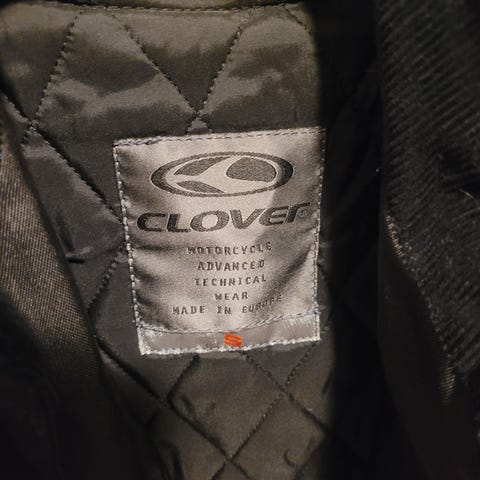 CLOVER®
MOTORCYCLE
ADVANCED
TECHNICAL
WEAR
MADE IN EUROPE
S